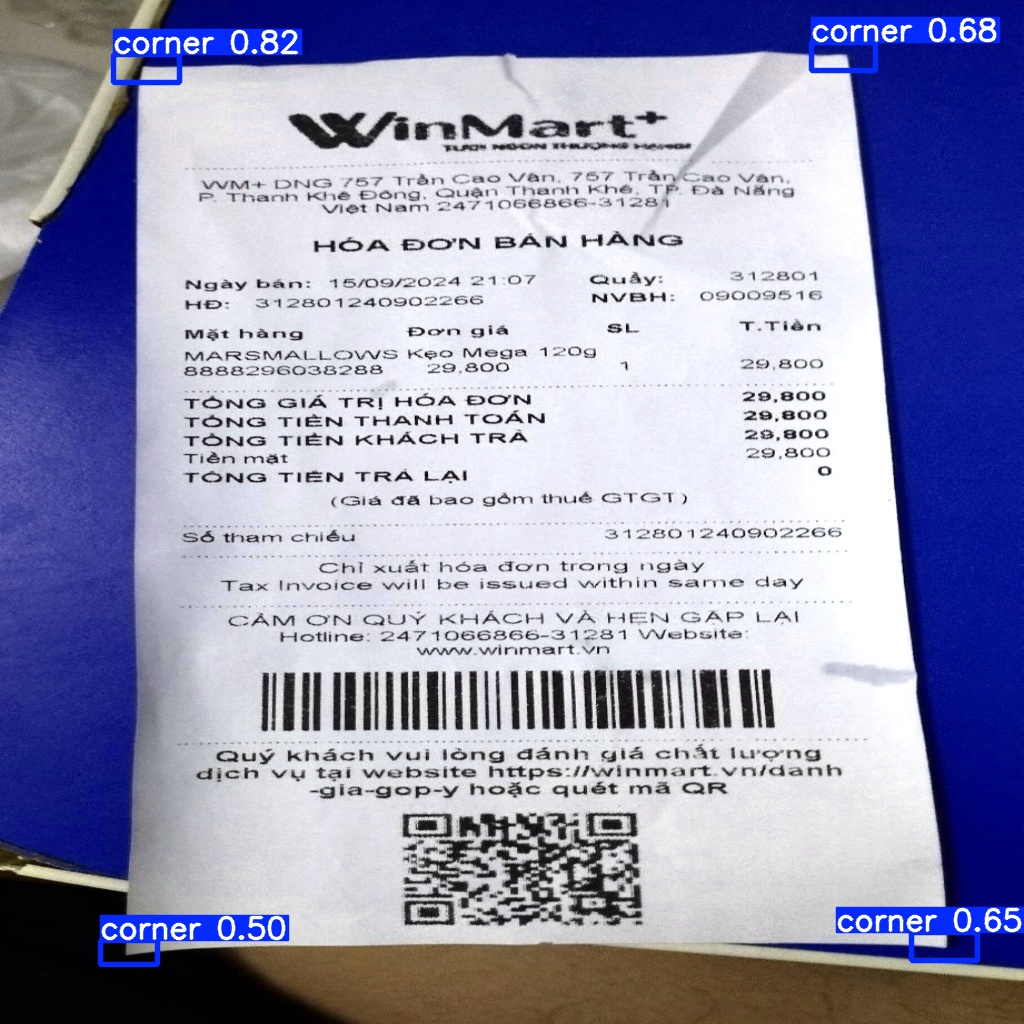 corner 0.82
corner 0.68
WinMart+
TƯƠI NGON THƯỢNG HẠNG
WM+ DNG 757 Trần Cao Vân, 757 Trần Cao Vân,
P. Thanh Khê Đông, Quận Thanh Khê, TP. Đà Nẵng
Việt Nam 2471066866-31281
HÓA ĐƠN BÁN HÀNG
Ngày bán: 15/09/2024 21:07 Quầy: 312801
HĐ: 312801240902266 NVBH: 09009516
Mặt hàng Đơn giá SL T.Tiền
MARSMALLOWS Kẹo Mega 120g
8888296038288 29,800 1 29,800
TỔNG GIÁ TRỊ HÓA ĐƠN 29,800
TỔNG TIỀN THANH TOÁN 29,800
TỔNG TIỀN KHÁCH TRẢ 29,800
Tiền mặt 29,800
TỔNG TIỀN TRẢ LẠI 0
(Giá đã bao gồm thuế GTGT)
Số tham chiếu 312801240902266
Chỉ xuất hóa đơn trong ngày
Tax Invoice will be issued within same day
CẢM ƠN QUÝ KHÁCH VÀ HẸN GẶP LẠI
Hotline: 2471066866-31281 Website:
www.winmart.vn
Quý khách vui lòng đánh giá chất lượng
dịch vụ tại website https://winmart.vn/danh
-gia-gop-y hoặc quét mã QR
corner 0.50
corner 0.65